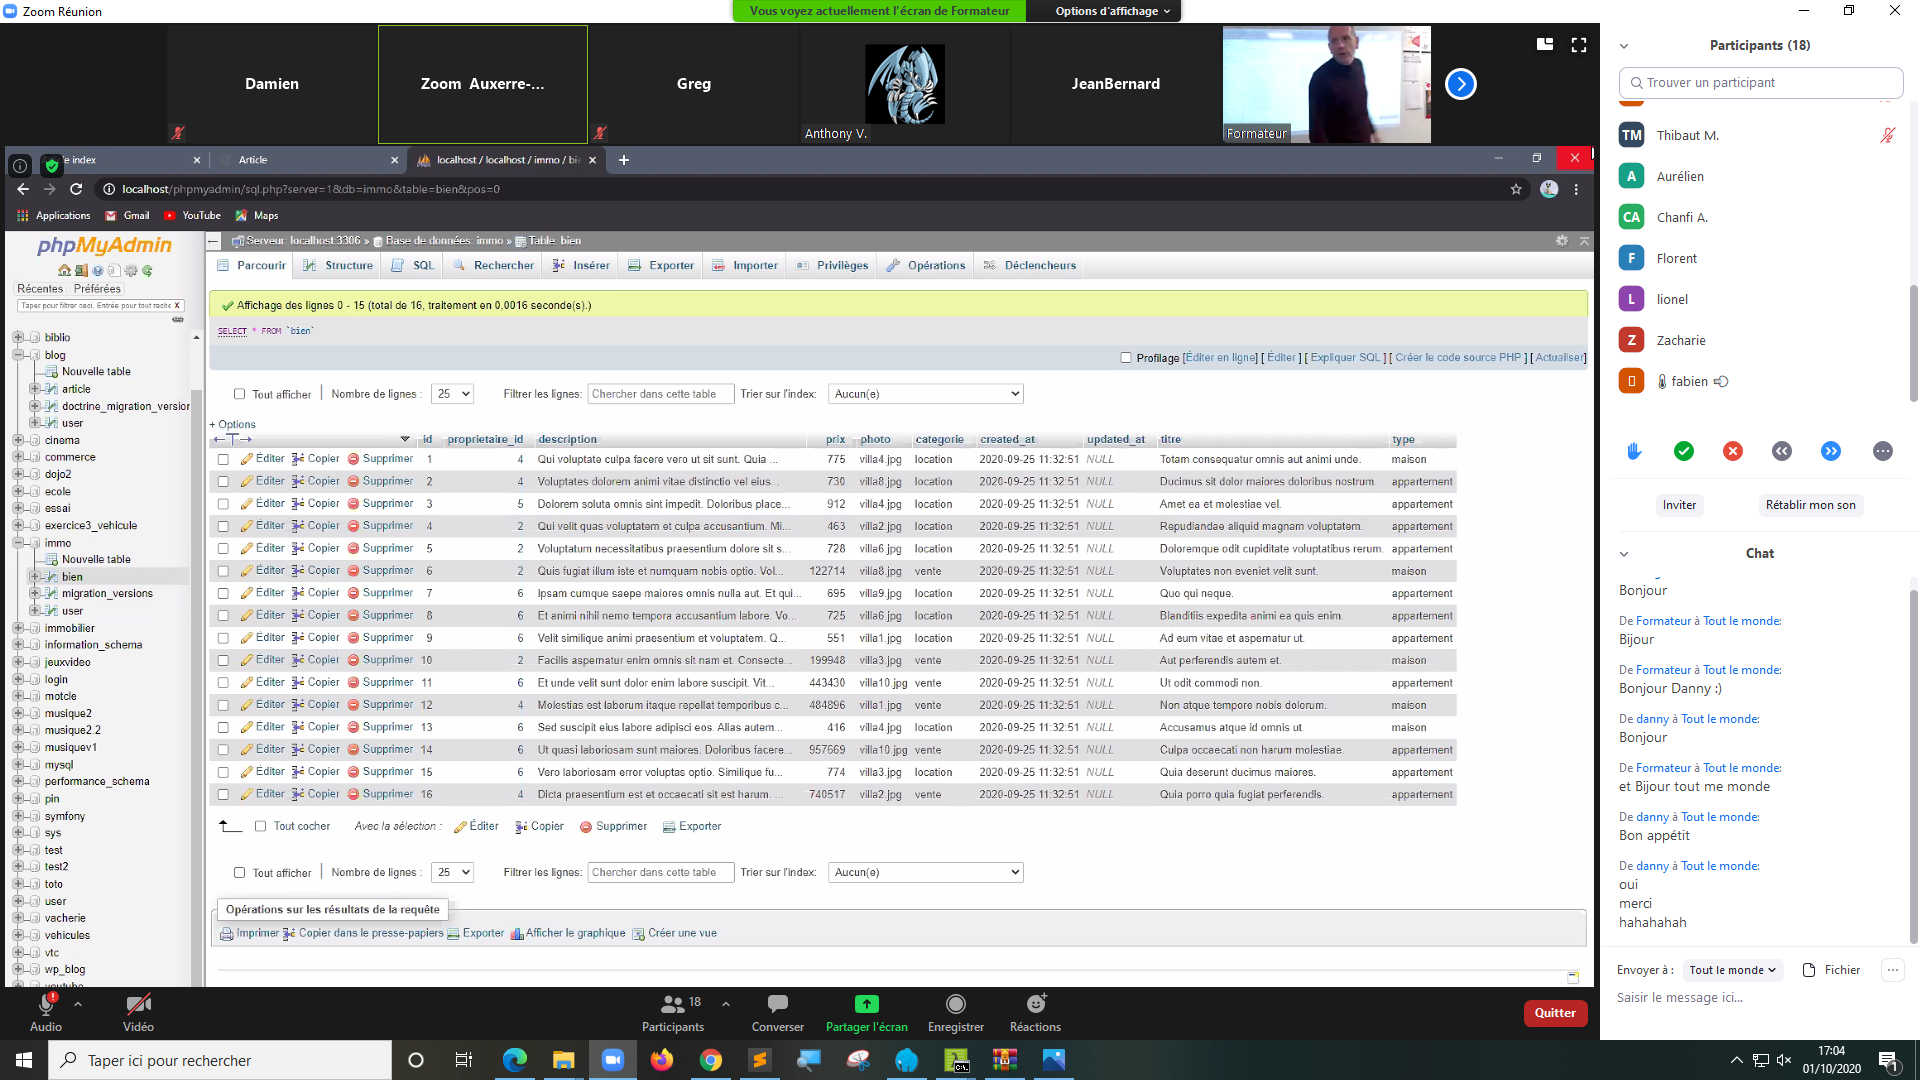 Zoom Réunion
Vous voyez actuellement l'écran de Formateur
Options d'affichage
Damien
Zoom Auxerre-...
Greg
Anthony V.
JeanBernard
Formateur
index
Article
localhost / localhost / immo / bie
localhost/phpmyadmin/sql.php?server=1&db=immo&table=bien&pos=0
Applications
Gmail
YouTube
Maps
phpMyAdmin
Récentes Préférées
Taper pour filtrer ceci, Entrée pour tout reche X
biblio
blog
Nouvelle table
article
doctrine_migration_version
user
cinema
commerce
dojo2
ecole
essai
exercice3_vehicule
immo
Nouvelle table
bien
migration_versions
user
immobilier
information_schema
jeuxvideo
login
motcle
musique2
musique2.2
musiquev1
mysql
performance_schema
pin
symfony
sys
test
test2
toto
user
vacherie
vehicules
vtc
wp_blog
youtube
Serveur: localhost:3306 » Base de données: immo » Table: bien
Parcourir Structure SQL Rechercher Insérer Exporter Importer Privilèges Opérations Déclencheurs
Affichage des lignes 0 - 15 (total de 16, traitement en 0,0016 seconde(s).)
SELECT * FROM `bien`
Profilage [Éditer en ligne] [ Éditer ] [ Expliquer SQL ] [ Créer le code source PHP ] [ Actualiser]
Tout afficher Nombre de lignes : 25 Filtrer les lignes: Chercher dans cette table Trier sur l'index: Aucun(e)
+ Options
id proprietaire_id description prix photo categorie created_at updated_at titre type
Éditer Copier Supprimer 1 4 Qui voluptate culpa facere vero ut sit sunt. Quia ... 775 villa4.jpg location 2020-09-25 11:32:51 NULL Totam consequatur omnis aut animi unde. maison
Éditer Copier Supprimer 2 4 Voluptates dolorem animi vitae distinctio vel eius... 730 villa8.jpg location 2020-09-25 11:32:51 NULL Ducimus sit dolor maiores doloribus nostrum. appartement
Éditer Copier Supprimer 3 5 Dolorem soluta omnis sint impedit. Doloribus place... 912 villa4.jpg location 2020-09-25 11:32:51 NULL Amet ea et molestiae vel. appartement
Éditer Copier Supprimer 4 2 Qui velit quas voluptatem et culpa accusantium. Mi... 463 villa2.jpg location 2020-09-25 11:32:51 NULL Repudiandae aliquid magnam voluptatem. appartement
Éditer Copier Supprimer 5 2 Voluptatum necessitatibus praesentium dolore sit s... 728 villa6.jpg location 2020-09-25 11:32:51 NULL Doloremque odit cupiditate voluptatibus rerum. appartement
Éditer Copier Supprimer 6 2 Quis fugiat illum iste et numquam nobis optio. Vol... 122714 villa8.jpg vente 2020-09-25 11:32:51 NULL Voluptates non eveniet velit sunt. maison
Éditer Copier Supprimer 7 6 Ipsam cumque saepe maiores omnis nulla aut. Et qui... 695 villa9.jpg location 2020-09-25 11:32:51 NULL Quo qui neque. maison
Éditer Copier Supprimer 8 6 Et animi nihil nemo tempora accusantium labore. Vo... 725 villa6.jpg location 2020-09-25 11:32:51 NULL Blanditiis expedita animi ea quis enim. appartement
Éditer Copier Supprimer 9 6 Velit similique animi praesentium et voluptatem. Q... 551 villa1.jpg location 2020-09-25 11:32:51 NULL Ad eum vitae et aspernatur ut. appartement
Éditer Copier Supprimer 10 2 Facilis aspernatur enim omnis sit nam et. Consecte... 199948 villa3.jpg vente 2020-09-25 11:32:51 NULL Aut perferendis autem et. maison
Éditer Copier Supprimer 11 6 Et unde velit sunt dolor enim labore suscipit. Vit... 443430 villa10.jpg vente 2020-09-25 11:32:51 NULL Ut odit commodi non. appartement
Éditer Copier Supprimer 12 4 Molestias est laborum itaque repellat temporibus c... 484896 villa1.jpg vente 2020-09-25 11:32:51 NULL Non atque tempore nobis dolorum. maison
Éditer Copier Supprimer 13 6 Sed suscipit eius labore adipisci eos. Alias autem... 416 villa4.jpg location 2020-09-25 11:32:51 NULL Accusamus atque id omnis ut. maison
Éditer Copier Supprimer 14 6 Ut quasi laboriosam sunt maiores. Doloribus facere... 957669 villa10.jpg vente 2020-09-25 11:32:51 NULL Culpa occaecati non harum molestiae. appartement
Éditer Copier Supprimer 15 6 Vero laboriosam error voluptas optio. Similique fu... 774 villa3.jpg location 2020-09-25 11:32:51 NULL Quia deserunt ducimus maiores. appartement
Éditer Copier Supprimer 16 4 Dicta praesentium est et occaecati sit est harum. ... 740517 villa2.jpg vente 2020-09-25 11:32:51 NULL Quia porro quia fugiat perferendis. appartement
Tout cocher Avec la sélection : Éditer Copier Supprimer Exporter
Tout afficher Nombre de lignes : 25 Filtrer les lignes: Chercher dans cette table Trier sur l'index: Aucun(e)
Opérations sur les résultats de la requête
Imprimer Copier dans le presse-papiers Exporter Afficher le graphique Créer une vue
Participants (18)
Trouver un participant
TM Thibaut M.
A Aurélien
CA Chanfi A.
F Florent
L lionel
Z Zacharie
fabien
Inviter
Rétablir mon son
Chat
Bonjour
De Formateur à Tout le monde:
Bijour
De Formateur à Tout le monde:
Bonjour Danny :)
De danny à Tout le monde:
Bonjour
De Formateur à Tout le monde:
et Bijour tout me monde
De danny à Tout le monde:
Bon appétit
De danny à Tout le monde:
oui
merci
hahahahah
Envoyer à : Tout le monde Fichier
Saisir le message ici...
Audio
Vidéo
Participants 18
Converser
Partager l'écran
Enregistrer
Réactions
Quitter
Taper ici pour rechercher
17:04
01/10/2020
1